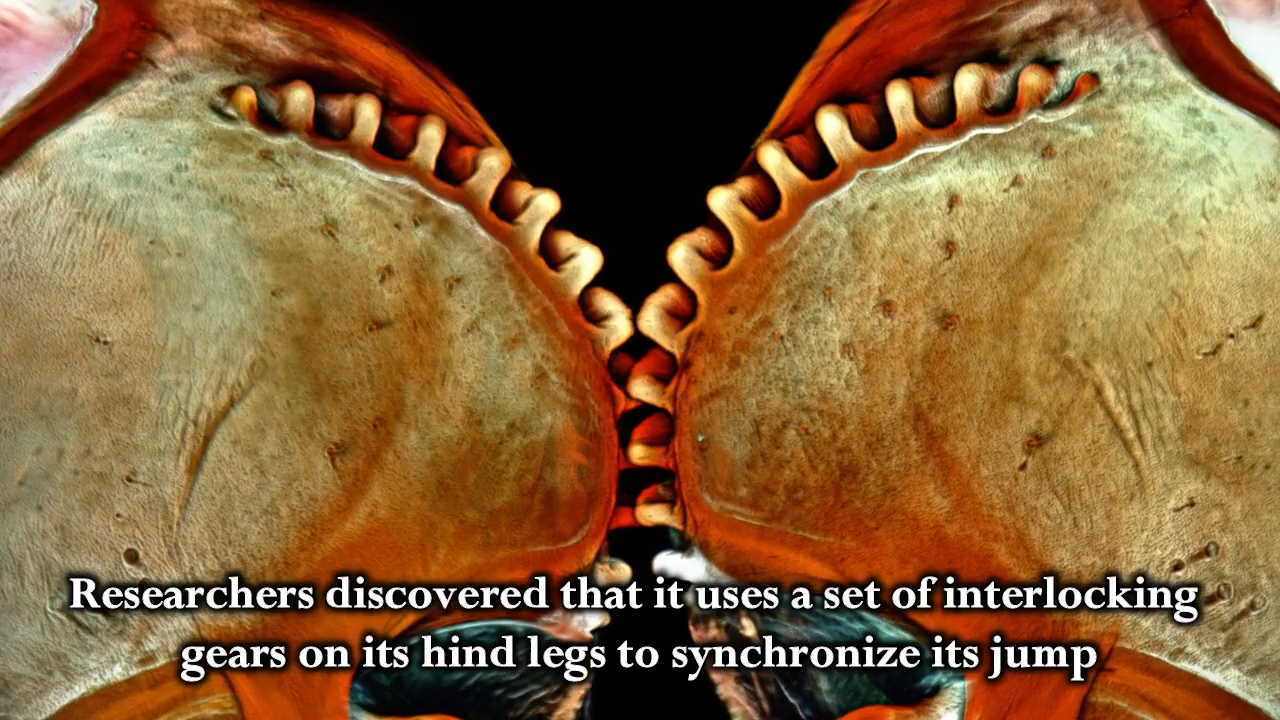 Researchers discovered that it uses a set of interlocking
gears on its hind legs to synchronize its jump